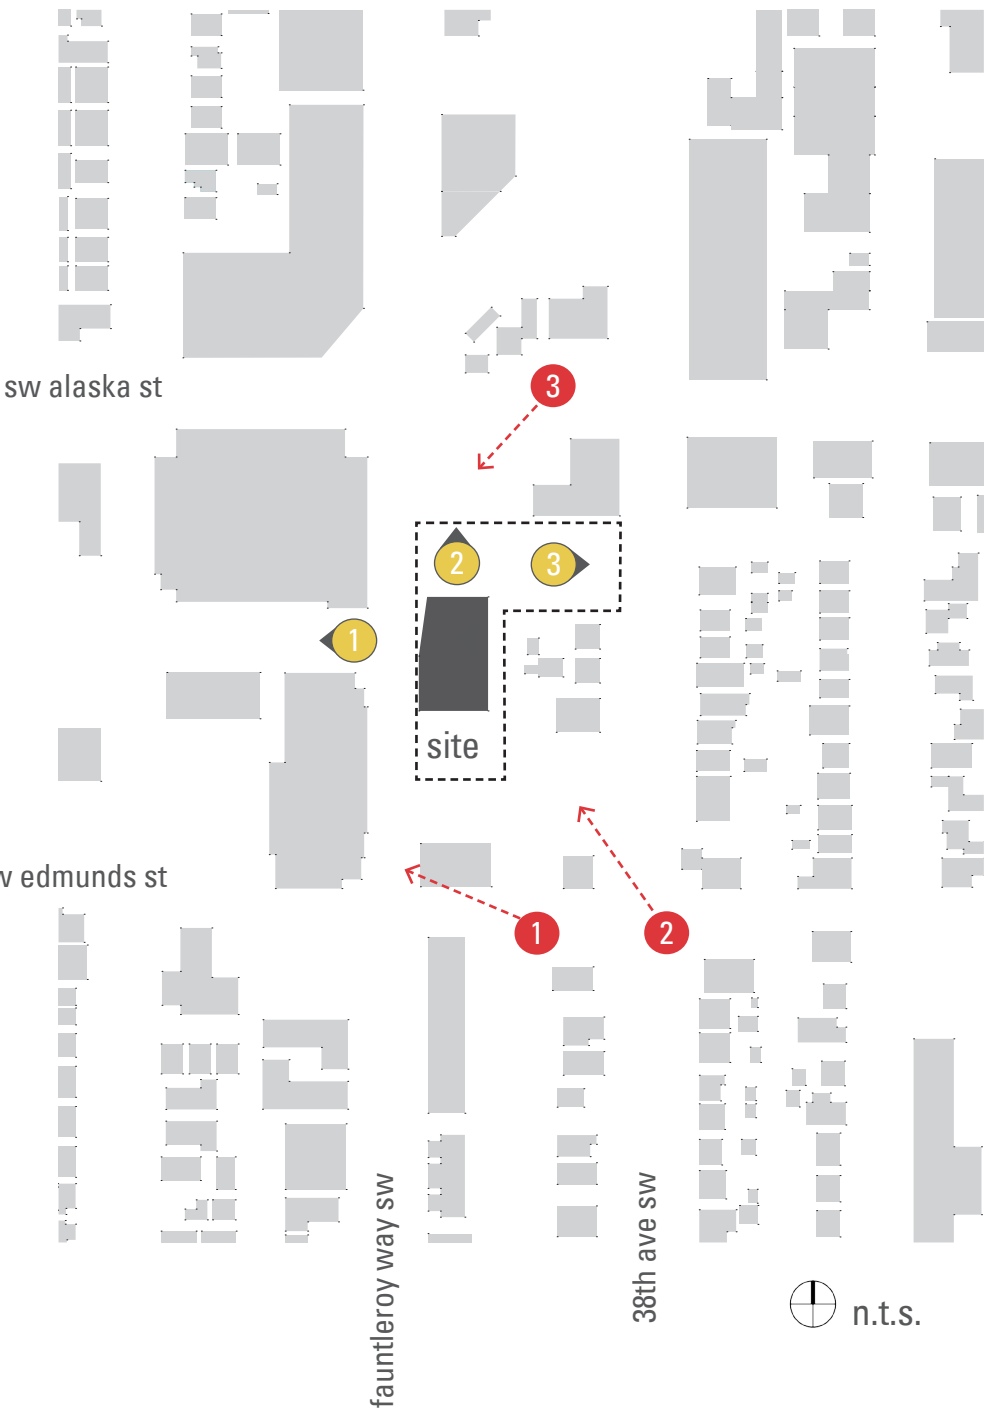 sw alaska st
3
2
3
1
site
w edmunds st
1
2
fauntleroy way sw
38th ave sw
n.t.s.